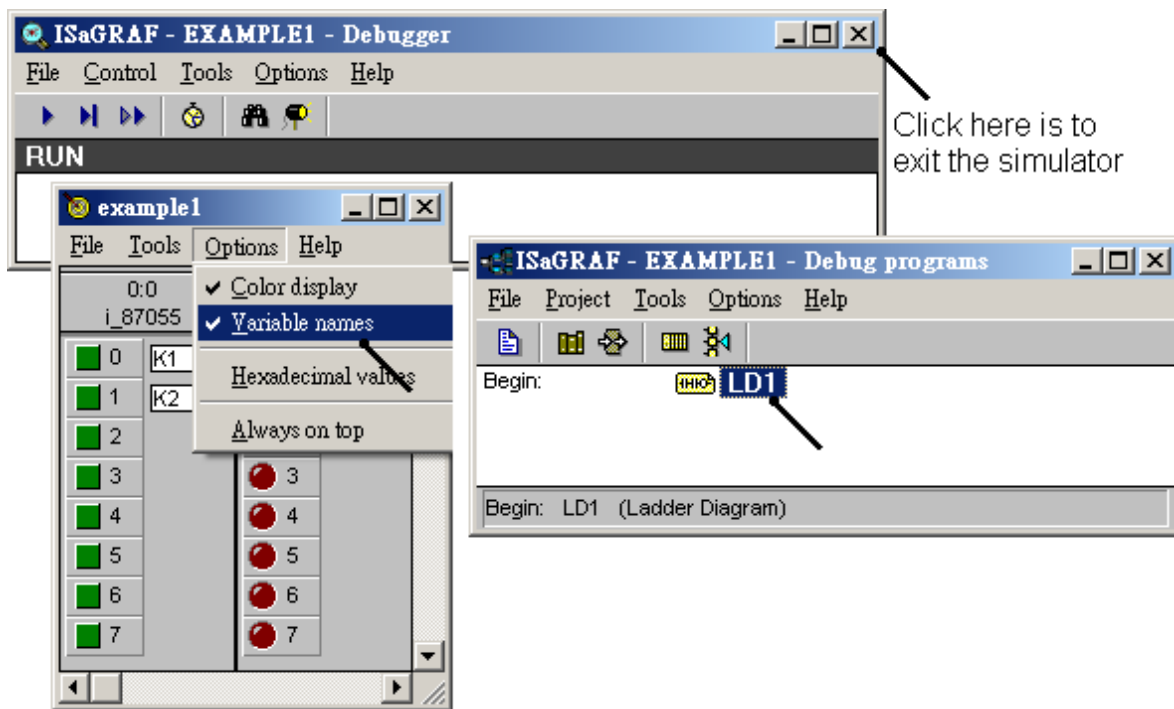 ISaGRAF - EXAMPLE1 - Debugger
File Control Tools Options Help
RUN
Click here is to
exit the simulator
example1
File Tools Options Help
0:0
i_87055
Color display
Variable names
Hexadecimal values
Always on top
0 K1
1 K2
2
3 3
4 4
5 5
6 6
7 7
ISaGRAF - EXAMPLE1 - Debug programs
File Project Tools Options Help
Begin: LD1
Begin: LD1 (Ladder Diagram)